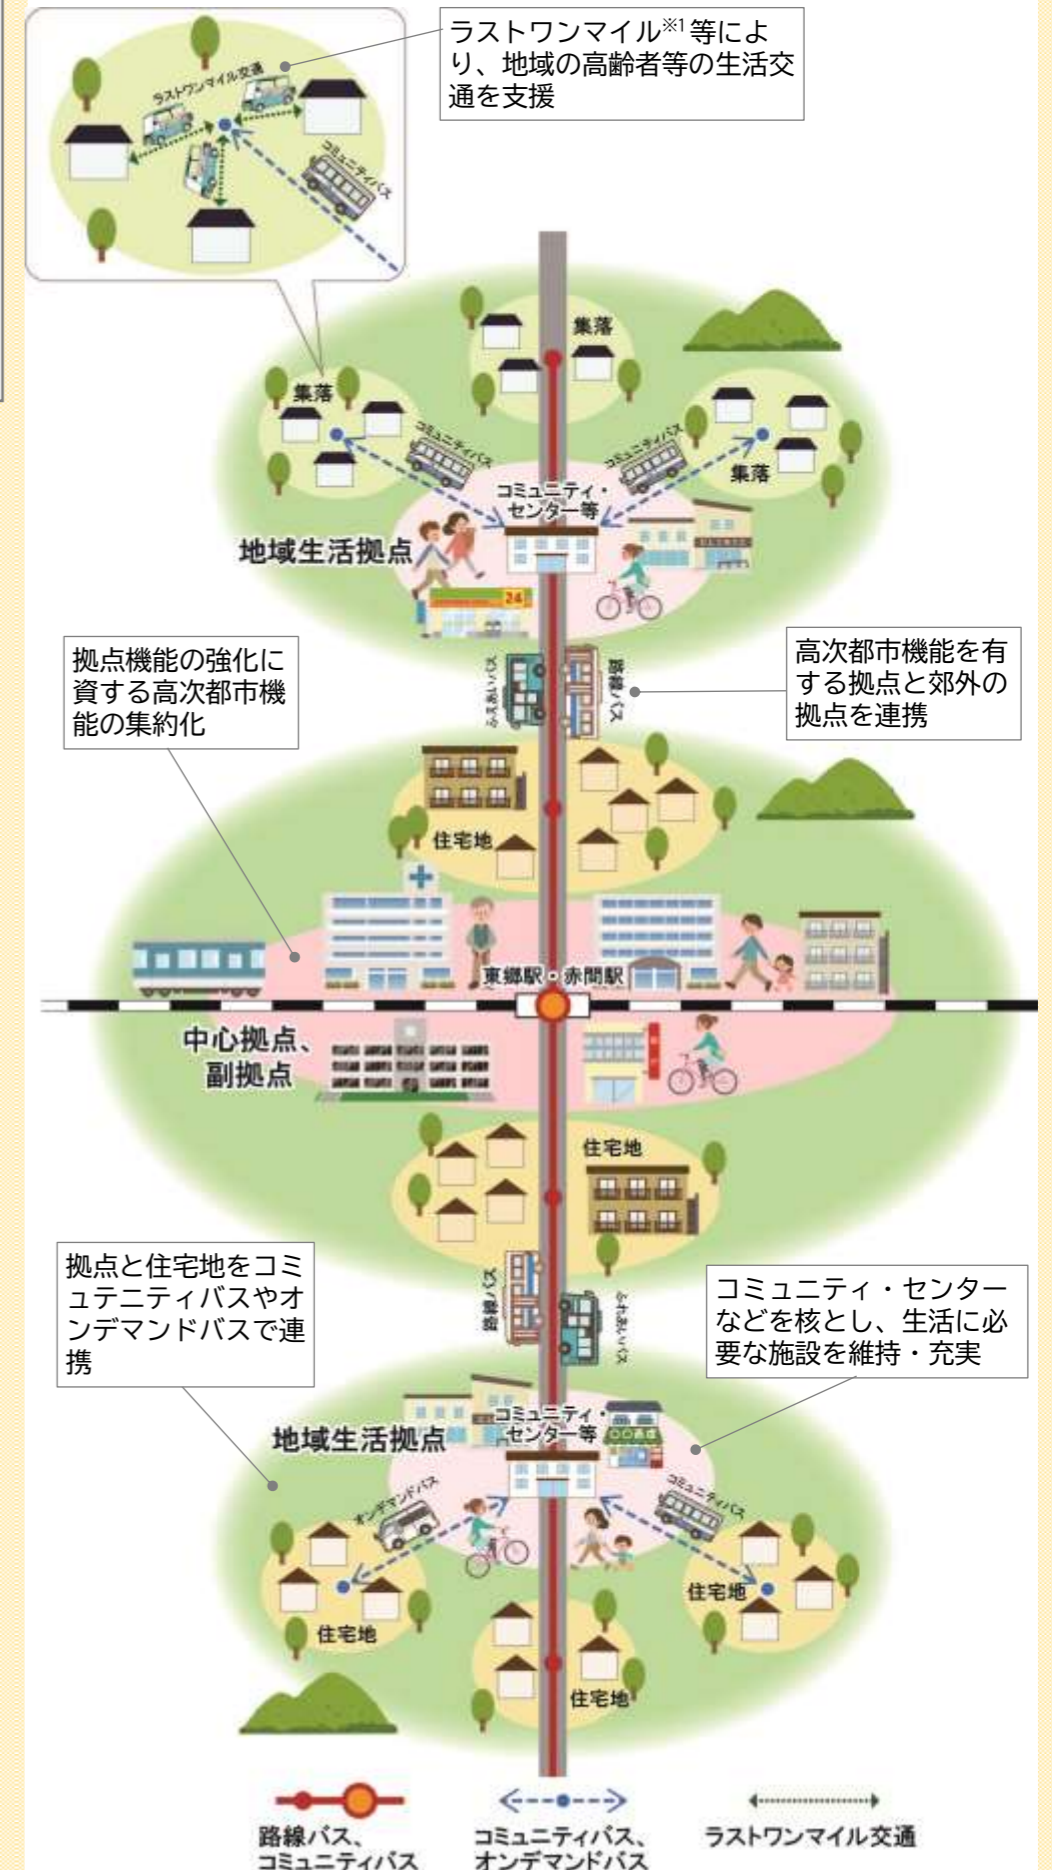 ラストワンマイル※1等によ
り、地域の高齢者等の生活交
通を支援
ラストワンマイル交通
コミュニティバス
集落
集落
コミュニティバス
コミュニティバス
集落
コミュニティ・
センター等
地域生活拠点
24
拠点機能の強化に
資する高次都市機
能の集約化
ふれあいバス
路線バス
高次都市機能を有
する拠点と郊外の
拠点を連携
住宅地
東郷駅・赤間駅
中心拠点、
副拠点
住宅地
路線バス
ふれあいバス
拠点と住宅地をコミ
ュテニティバスやオ
ンデマンドバスで連
携
コミュニティ・センター
などを核とし、生活に必
要な施設を維持・充実
コミュニティ・
センター等
地域生活拠点
オンデマンドバス
コミュニティバス
住宅地
住宅地
住宅地
路線バス、
コミュニティバス
コミュニティバス、
オンデマンドバス
ラストワンマイル交通